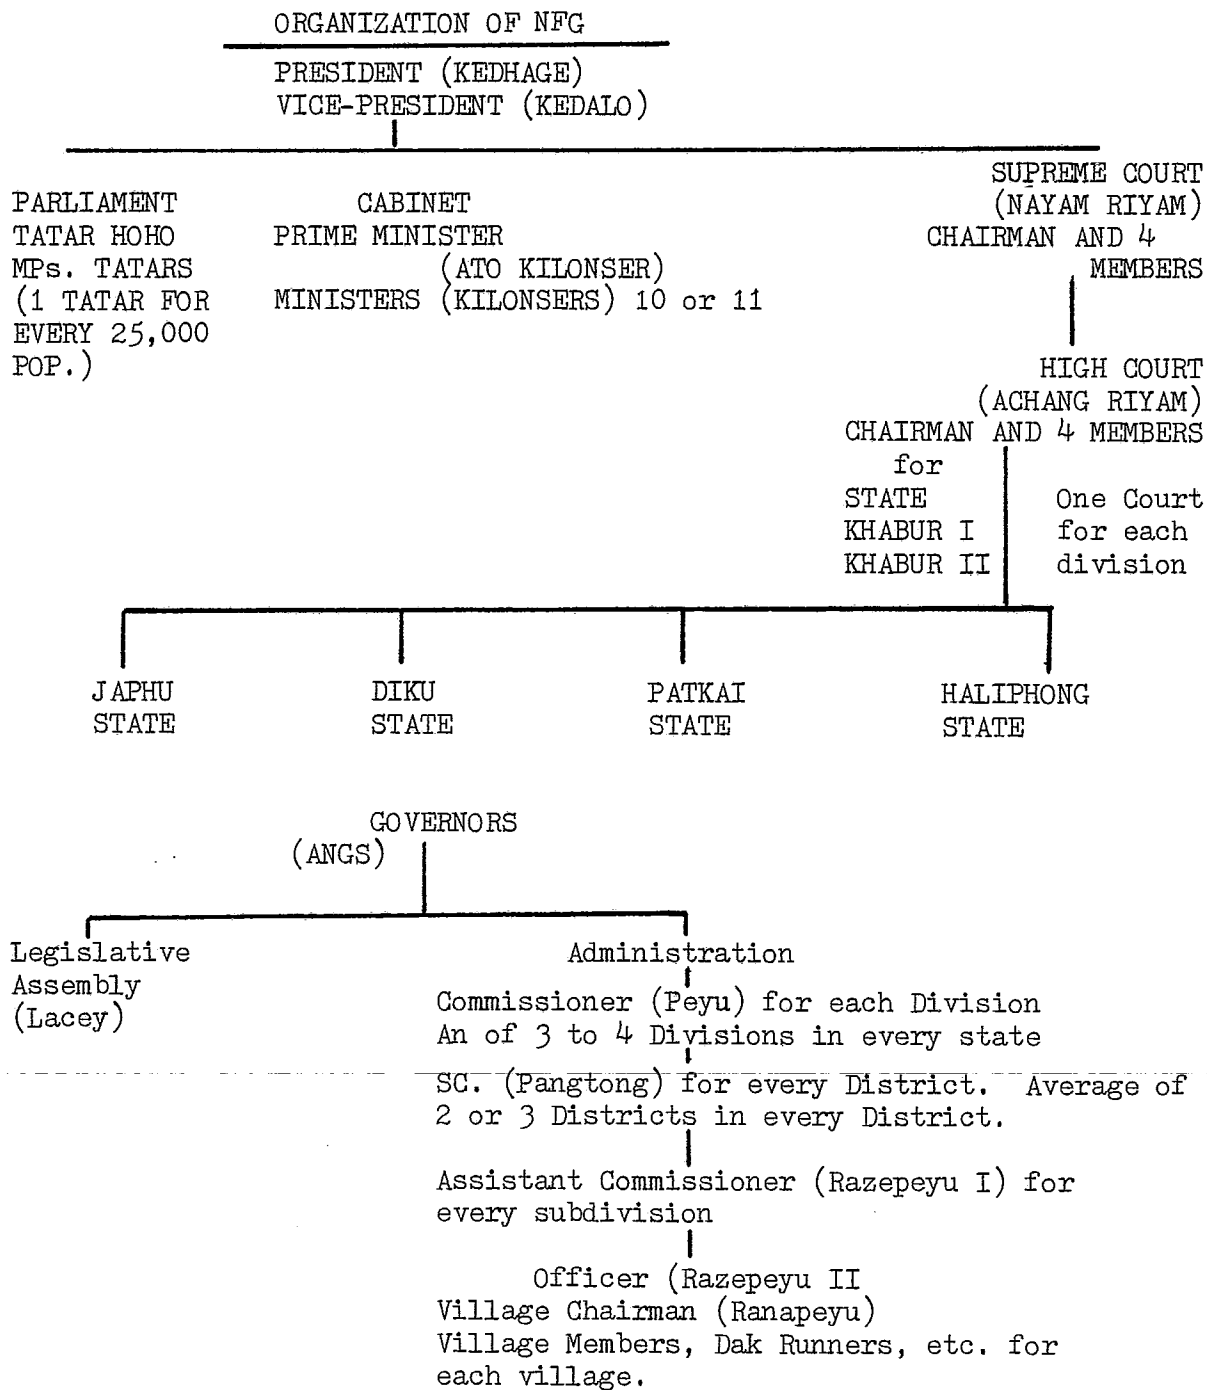 ORGANIZATION OF NFG
PRESIDENT (KEDHAGE)
VICE-PRESIDENT (KEDALO)
PARLIAMENT
TATAR HOHO
MPs. TATARS
(1 TATAR FOR
EVERY 25,000
POP.)
CABINET
PRIME MINISTER
(ATO KILONSER)
MINISTERS (KILONSERS) 10 or 11
SUPREME COURT
(NAYAM RIYAM)
CHAIRMAN AND 4
MEMBERS
HIGH COURT
(ACHANG RIYAM)
CHAIRMAN AND 4 MEMBERS
for
STATE
KHABUR I
KHABUR II
One Court
for each
division
JAPHU
STATE
DIKU
STATE
PATKAI
STATE
HALIPHONG
STATE
GOVERNORS
(ANGS)
Legislative
Assembly
(Lacey)
Administration
Commissioner (Peyu) for each Division
An of 3 to 4 Divisions in every state
SC. (Pangtong) for every District. Average of
2 or 3 Districts in every District.
Assistant Commissioner (Razepeyu I) for
every subdivision
Officer (Razepeyu II
Village Chairman (Ranapeyu)
Village Members, Dak Runners, etc. for
each village.